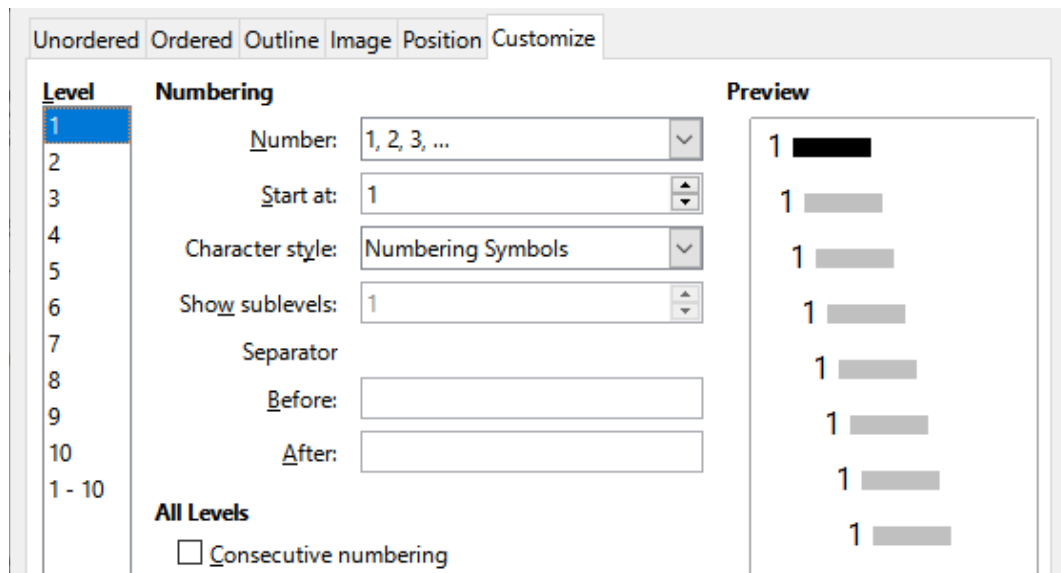 Unordered Ordered Outline Image Position Customize
Level
1
2
3
4
5
6
7
8
9
10
1 - 10
Numbering
Number: 1, 2, 3, ...
Start at: 1
Character style: Numbering Symbols
Show sublevels: 1
Separator
Before:
After:
All Levels
Consecutive numbering
Preview
1
1
1
1
1
1
1
1